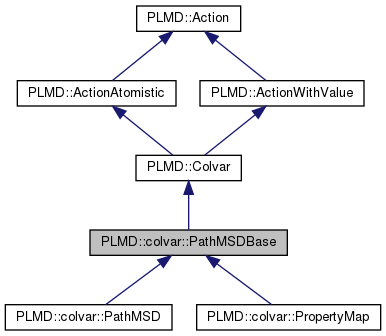 PLMD::Action
PLMD::ActionAtomistic
PLMD::ActionWithValue
PLMD::Colvar
PLMD::colvar::PathMSDBase
PLMD::colvar::PathMSD
PLMD::colvar::PropertyMap